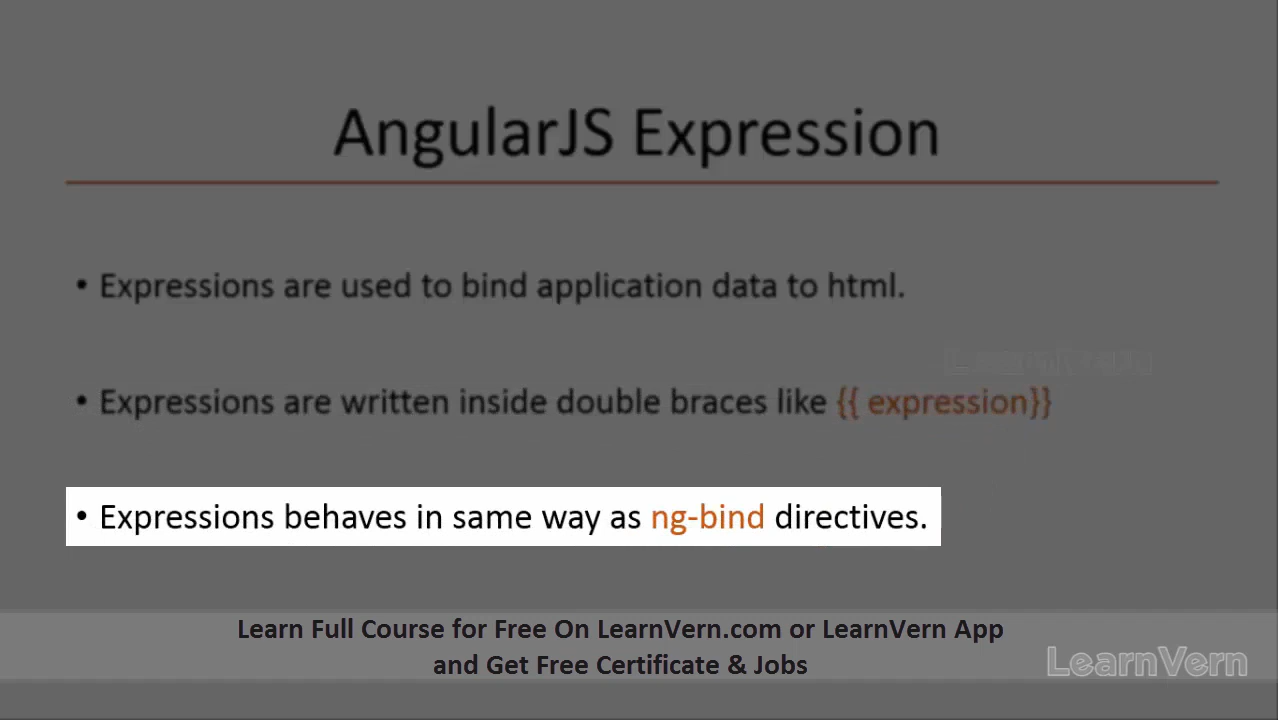 AngularJS Expression
• Expressions are used to bind application data to html.
LearnVern
• Expressions are written inside double braces like {{ expression}}
• Expressions behaves in same way as ng-bind directives.
Learn Full Course for Free On LearnVern.com or LearnVern App
and Get Free Certificate & Jobs
LearnVern